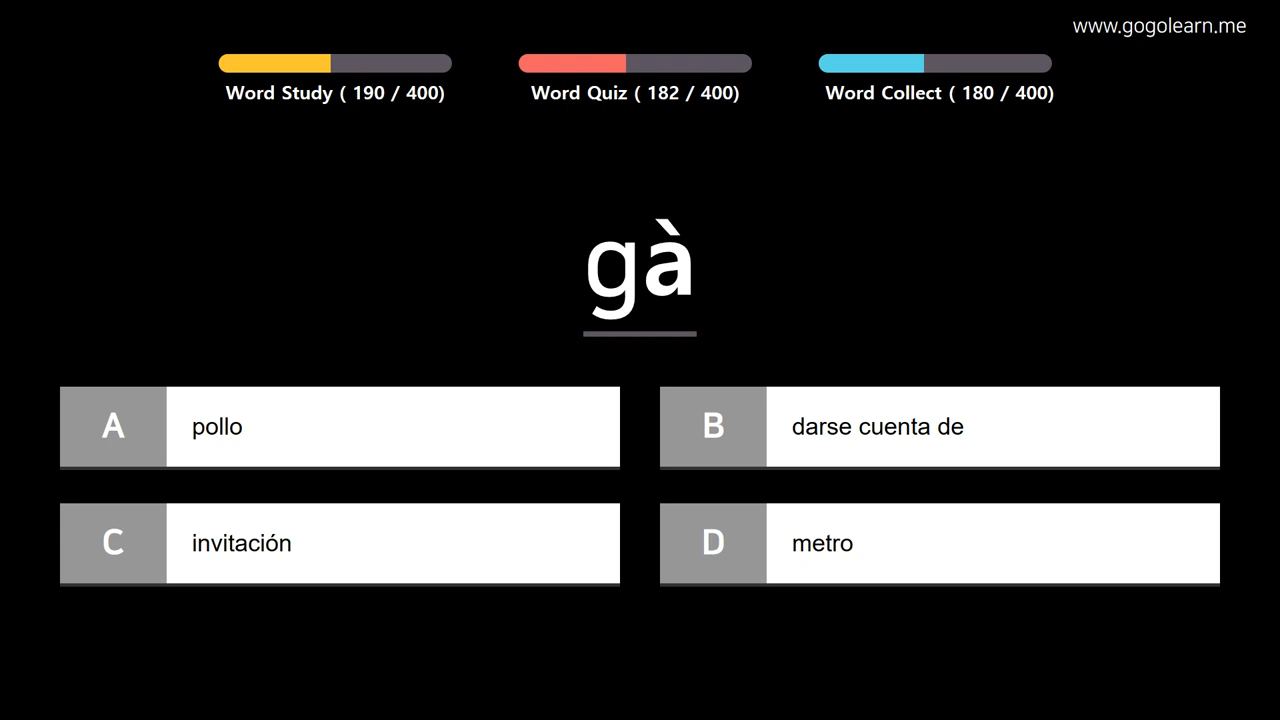 www.gogolearn.me
Word Study ( 190 / 400)
Word Quiz ( 182 / 400)
Word Collect ( 180 / 400)
gà
A pollo
B darse cuenta de
C invitación
D metro